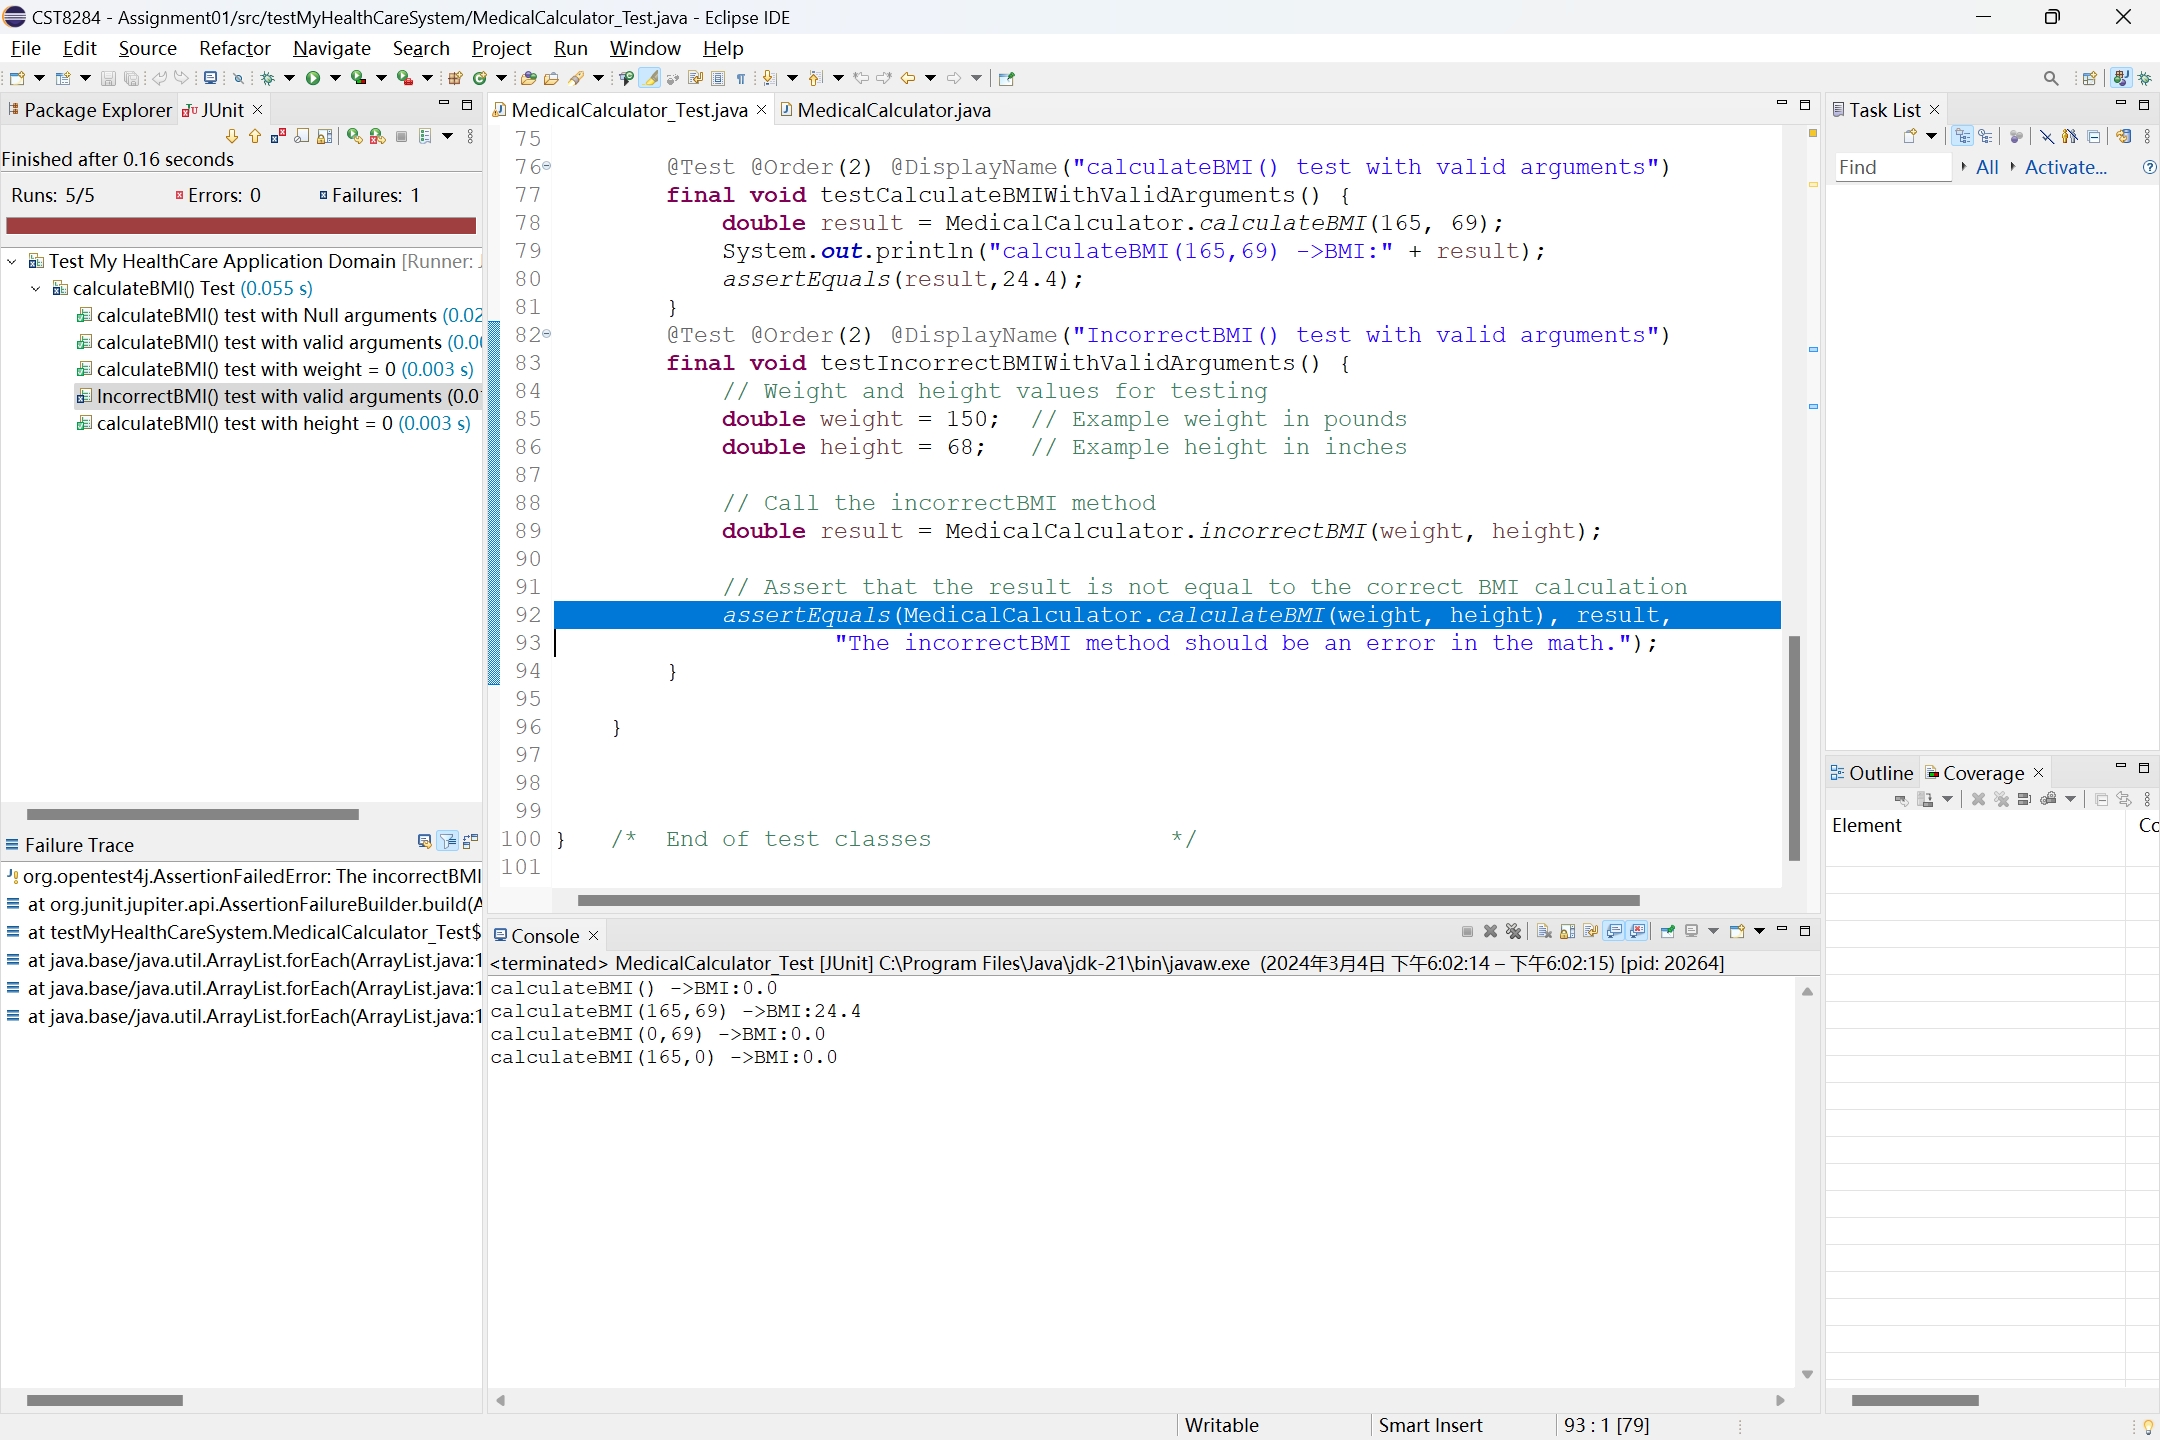 CST8284 - Assignment01/src/testMyHealthCareSystem/MedicalCalculator_Test.java - Eclipse IDE
File Edit Source Refactor Navigate Search Project Run Window Help
Package Explorer JUnit
Finished after 0.16 seconds
Runs: 5/5 Errors: 0 Failures: 1
Test My HealthCare Application Domain [Runner: J
calculateBMI() Test (0.055 s)
calculateBMI() test with Null arguments (0.02
calculateBMI() test with valid arguments (0.0
calculateBMI() test with weight = 0 (0.003 s)
IncorrectBMI() test with valid arguments (0.0
calculateBMI() test with height = 0 (0.003 s)
Failure Trace
org.opentest4j.AssertionFailedError: The incorrectBMI
at org.junit.jupiter.api.AssertionFailureBuilder.build(A
at testMyHealthCareSystem.MedicalCalculator_Test$
at java.base/java.util.ArrayList.forEach(ArrayList.java:1
at java.base/java.util.ArrayList.forEach(ArrayList.java:1
at java.base/java.util.ArrayList.forEach(ArrayList.java:1
MedicalCalculator_Test.java MedicalCalculator.java
75
76 @Test @Order(2) @DisplayName("calculateBMI() test with valid arguments")
77 final void testCalculateBMIWithValidArguments() {
78 double result = MedicalCalculator.calculateBMI(165, 69);
79 System.out.println("calculateBMI(165,69) ->BMI:" + result);
80 assertEquals(result,24.4);
81 }
82 @Test @Order(2) @DisplayName("IncorrectBMI() test with valid arguments")
83 final void testIncorrectBMIWithValidArguments() {
84 // Weight and height values for testing
85 double weight = 150; // Example weight in pounds
86 double height = 68; // Example height in inches
87
88 // Call the incorrectBMI method
89 double result = MedicalCalculator.incorrectBMI(weight, height);
90
91 // Assert that the result is not equal to the correct BMI calculation
92 assertEquals(MedicalCalculator.calculateBMI(weight, height), result,
93 "The incorrectBMI method should be an error in the math.");
94 }
95
96 }
97
98
99
100 } /* End of test classes */
101
Console
<terminated> MedicalCalculator_Test [JUnit] C:\Program Files\Java\jdk-21\bin\javaw.exe (2024年3月4日 下午6:02:14 – 下午6:02:15) [pid: 20264]
calculateBMI() ->BMI:0.0
calculateBMI(165,69) ->BMI:24.4
calculateBMI(0,69) ->BMI:0.0
calculateBMI(165,0) ->BMI:0.0
Task List
Find All Activate...
Outline Coverage
Element Co
Writable Smart Insert 93 : 1 [79]